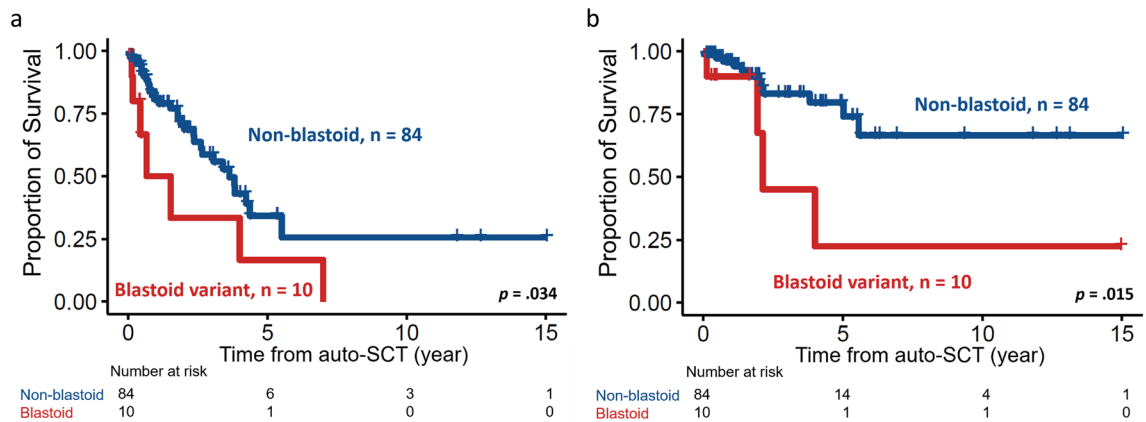 a
1.00
0.75
0.50
0.25
0.00
Proportion of Survival
Non-blastoid, n = 84
Blastoid variant, n = 10
p = .034
0 5 10 15
Time from auto-SCT (year)
Number at risk
Non-blastoid 84 6 3 1
Blastoid 10 1 0 0
b
1.00
0.75
0.50
0.25
0.00
Proportion of Survival
Non-blastoid, n = 84
Blastoid variant, n = 10
p = .015
0 5 10 15
Time from auto-SCT (year)
Number at risk
Non-blastoid 84 14 4 1
Blastoid 10 1 1 0